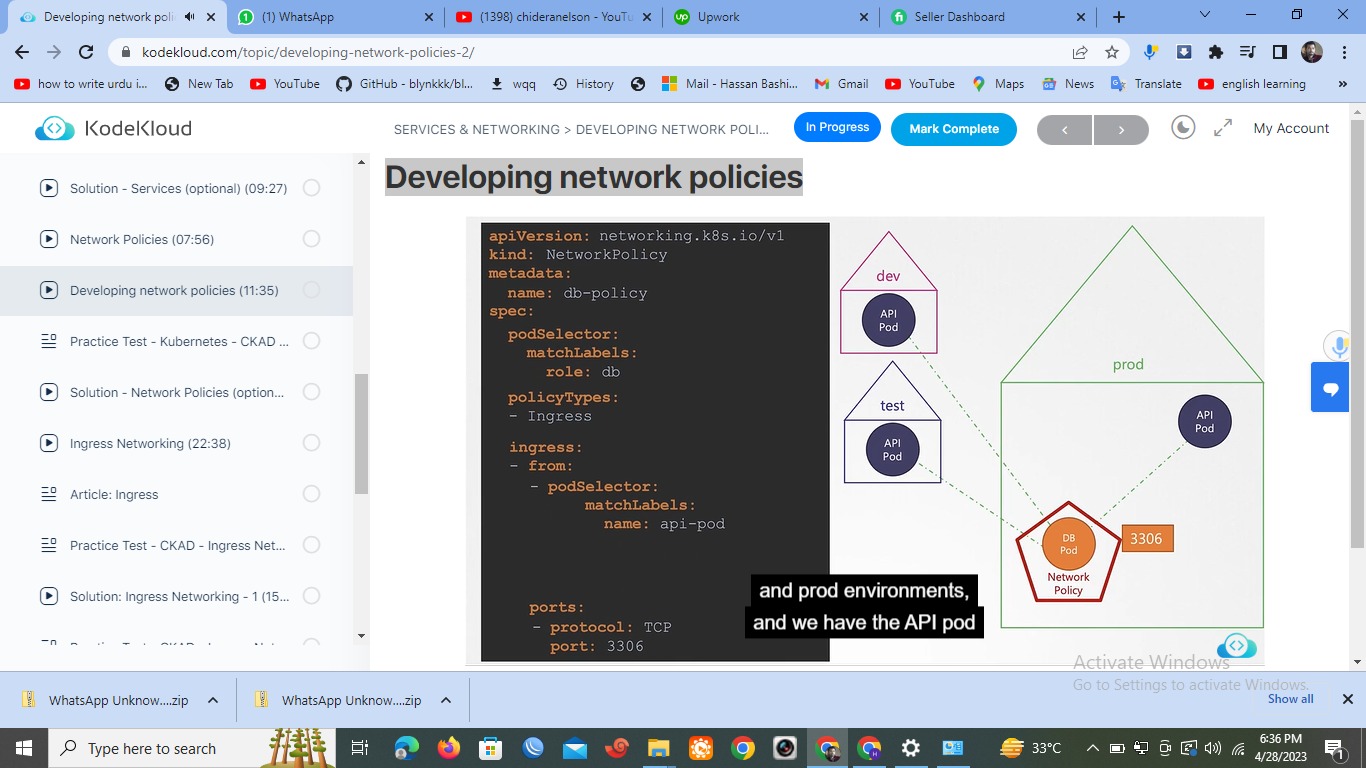 Developing network poli
(1) WhatsApp
(1398) chideranelson - YouTu
Upwork
Seller Dashboard
kodekloud.com/topic/developing-network-policies-2/
how to write urdu i...
New Tab
YouTube
GitHub - blynkkk/bl...
wqq
History
Mail - Hassan Bashi...
Gmail
YouTube
Maps
News
Translate
english learning
»
KodeKloud
SERVICES & NETWORKING > DEVELOPING NETWORK POLI...
In Progress
Mark Complete
My Account
Solution - Services (optional) (09:27)
Network Policies (07:56)
Developing network policies (11:35)
Practice Test - Kubernetes - CKAD ...
Solution - Network Policies (option...
Ingress Networking (22:38)
Article: Ingress
Practice Test - CKAD - Ingress Net...
Solution: Ingress Networking - 1 (15...
Developing network policies
apiVersion: networking.k8s.io/v1
kind: NetworkPolicy
metadata:
name: db-policy
spec:
podSelector:
matchLabels:
role: db
policyTypes:
- Ingress
ingress:
- from:
- podSelector:
matchLabels:
name: api-pod
ports:
- protocol: TCP
port: 3306
dev
API
Pod
test
API
Pod
prod
API
Pod
DB
Pod
3306
Network
Policy
and prod environments,
and we have the API pod
Activate Windows
Go to Settings to activate Windows.
WhatsApp Unknow....zip
WhatsApp Unknow....zip
Show all
Type here to search
33°C
6:36 PM
4/28/2023
1